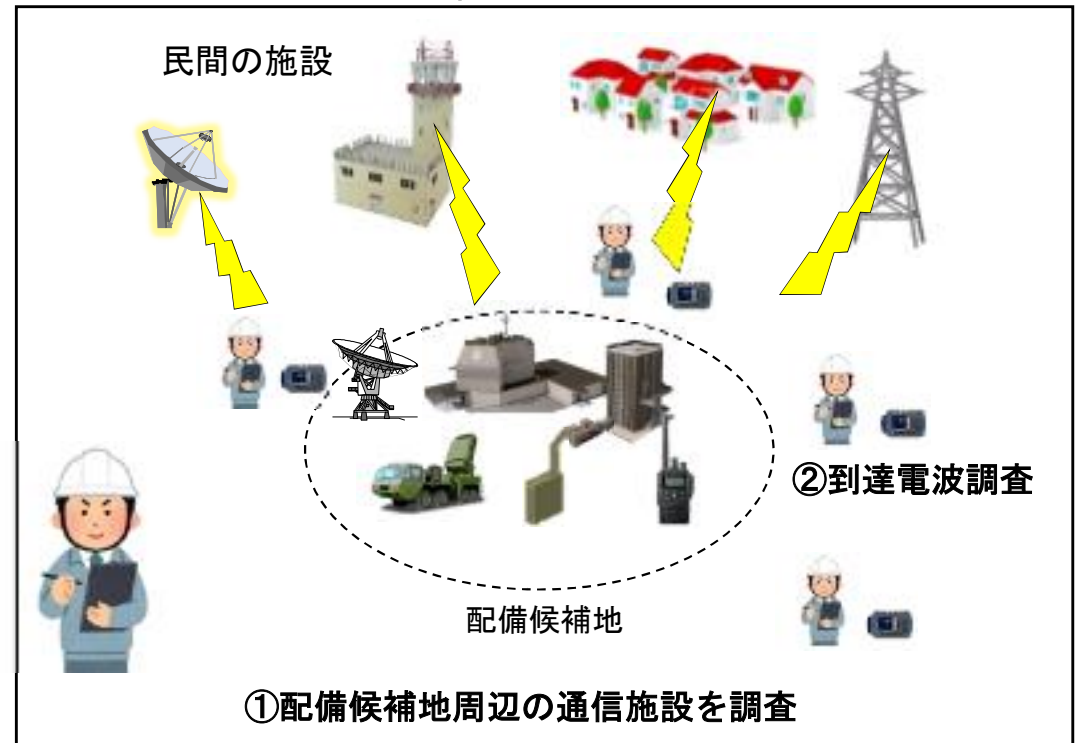 民間の施設
②到達電波調査
配備候補地
①配備候補地周辺の通信施設を調査